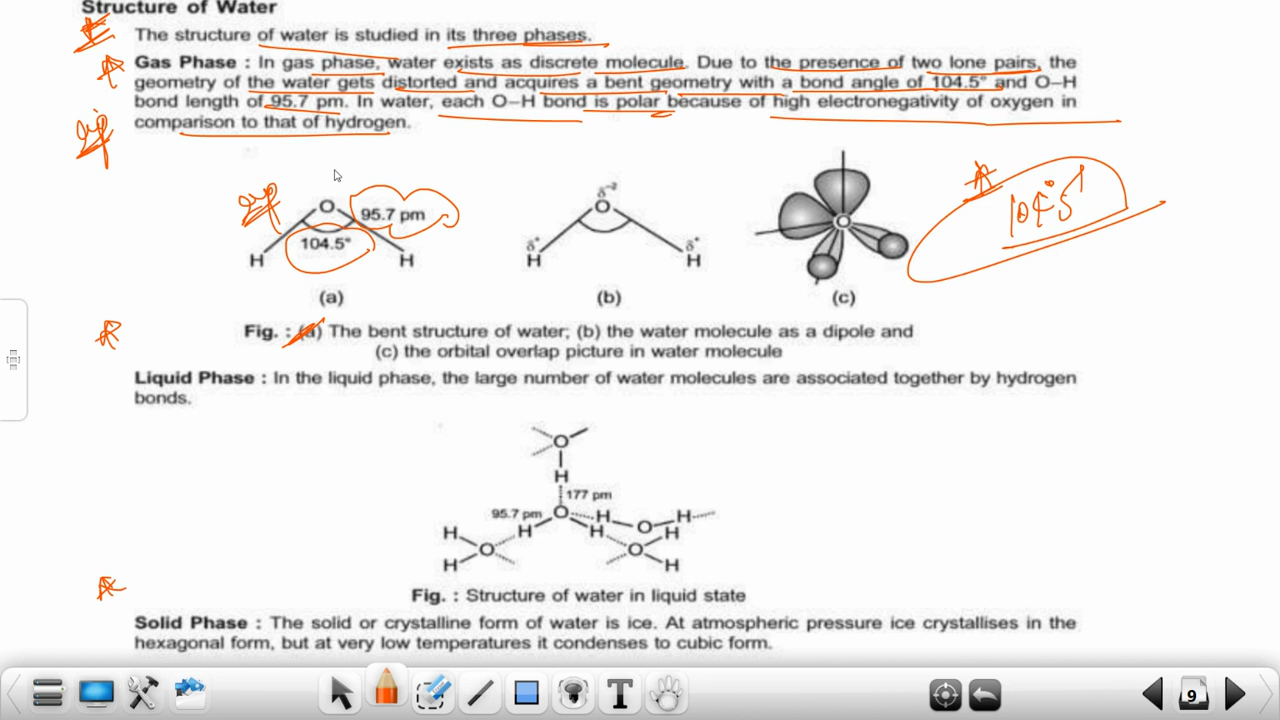 Structure of Water
The structure of water is studied in its three phases.
Gas Phase : In gas phase, water exists as discrete molecule. Due to the presence of two lone pairs, the
geometry of the water gets distorted and acquires a bent geometry with a bond angle of 104.5° and O–H
bond length of 95.7 pm. In water, each O–H bond is polar because of high electronegativity of oxygen in
comparison to that of hydrogen.
O
95.7 pm
104.5°
H H
(a)
δ⁻²
O
δ⁺ δ⁺
H H
(b)
O
(c)
Fig. : (a) The bent structure of water; (b) the water molecule as a dipole and
(c) the orbital overlap picture in water molecule
Liquid Phase : In the liquid phase, the large number of water molecules are associated together by hydrogen
bonds.
O
H
177 pm
95.7 pm O H H
H H H O H
O O
H H
Fig. : Structure of water in liquid state
Solid Phase : The solid or crystalline form of water is ice. At atmospheric pressure ice crystallises in the
hexagonal form, but at very low temperatures it condenses to cubic form.
T
9